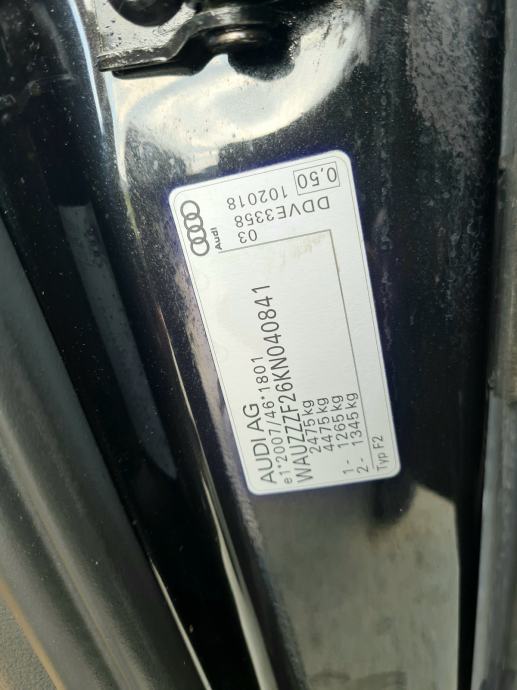 AUDI AG
e1*2007/46*1801
WAUZZZF26KN040841
2475 kg
4475 kg
1- 1265 kg
2- 1345 kg
Typ F2
Audi
03
DDVE3358
102018
0,50